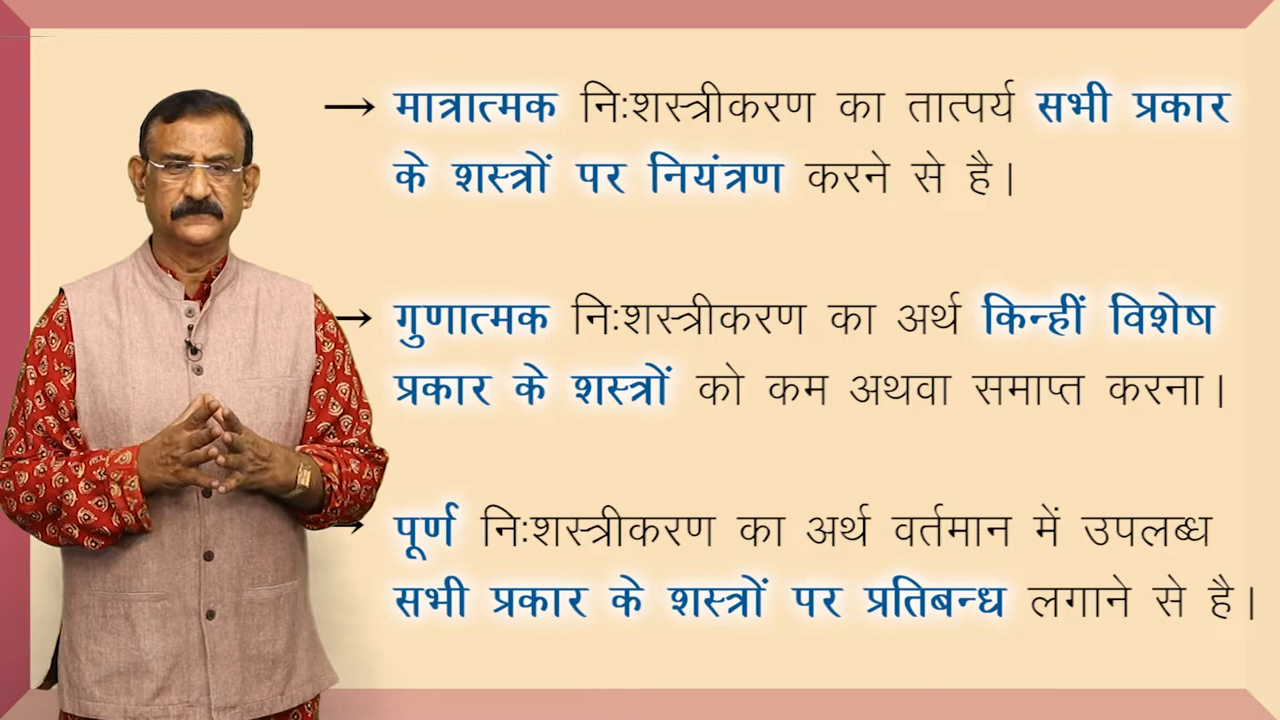 → मात्रात्मक निःशस्त्रीकरण का तात्पर्य सभी प्रकार
के शस्त्रों पर नियंत्रण करने से है।
→ गुणात्मक निःशस्त्रीकरण का अर्थ किन्हीं विशेष
प्रकार के शस्त्रों को कम अथवा समाप्त करना।
→ पूर्ण निःशस्त्रीकरण का अर्थ वर्तमान में उपलब्ध
सभी प्रकार के शस्त्रों पर प्रतिबन्ध लगाने से है।